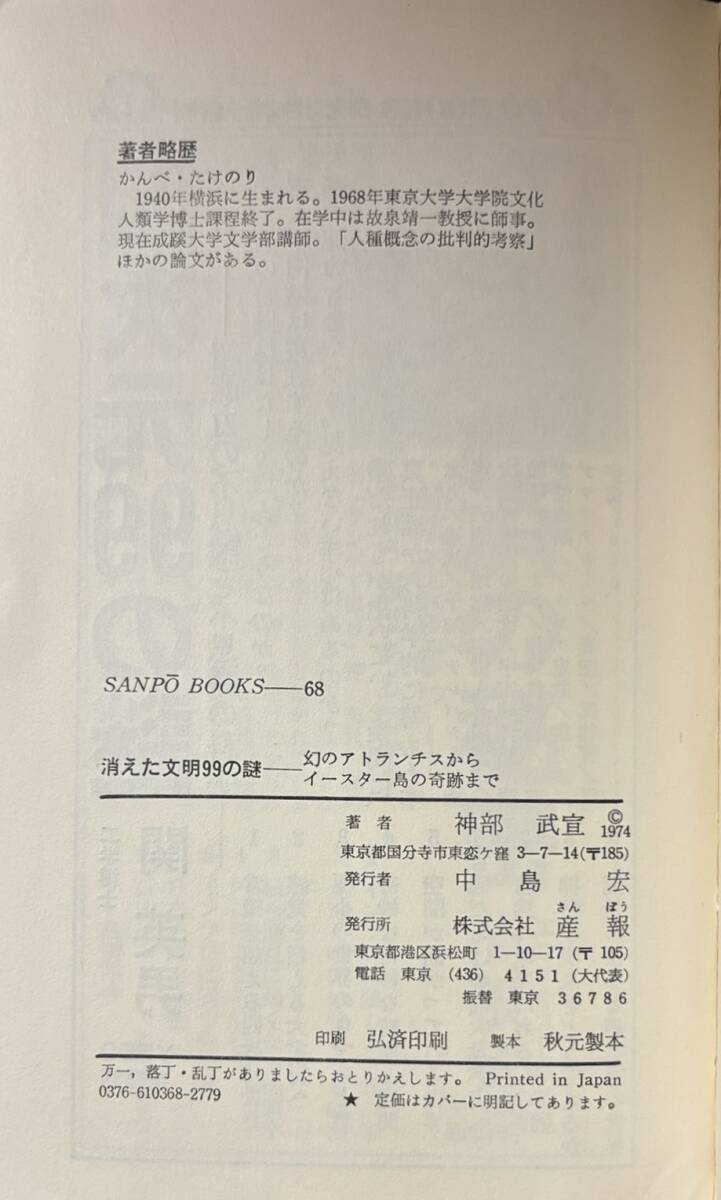 著者略歴
かんべ・たけのり
1940年横浜に生まれる。1968年東京大学大学院文化
人類学博士課程終了。在学中は故泉靖一教授に師事。
現在成蹊大学文学部講師。「人種概念の批判的考察」
ほかの論文がある。
SANPŌ BOOKS——68
消えた文明99の謎——幻のアトランチスから
イースター島の奇跡まで
著者 神部 武宣 © 1974
東京都国分寺市東恋ケ窪 3-7-14(〒185)
発行者 中島 宏
さん ぽう
発行所 株式会社 産報
東京都港区浜松町 1-10-17(〒105)
電話 東京 (436) 4151 (大代表)
振替 東京 36786
印刷 弘済印刷 製本 秋元製本
万一，落丁・乱丁がありましたらおとりかえします。 Printed in Japan
0376-610368-2779
★ 定価はカバーに明記してあります。